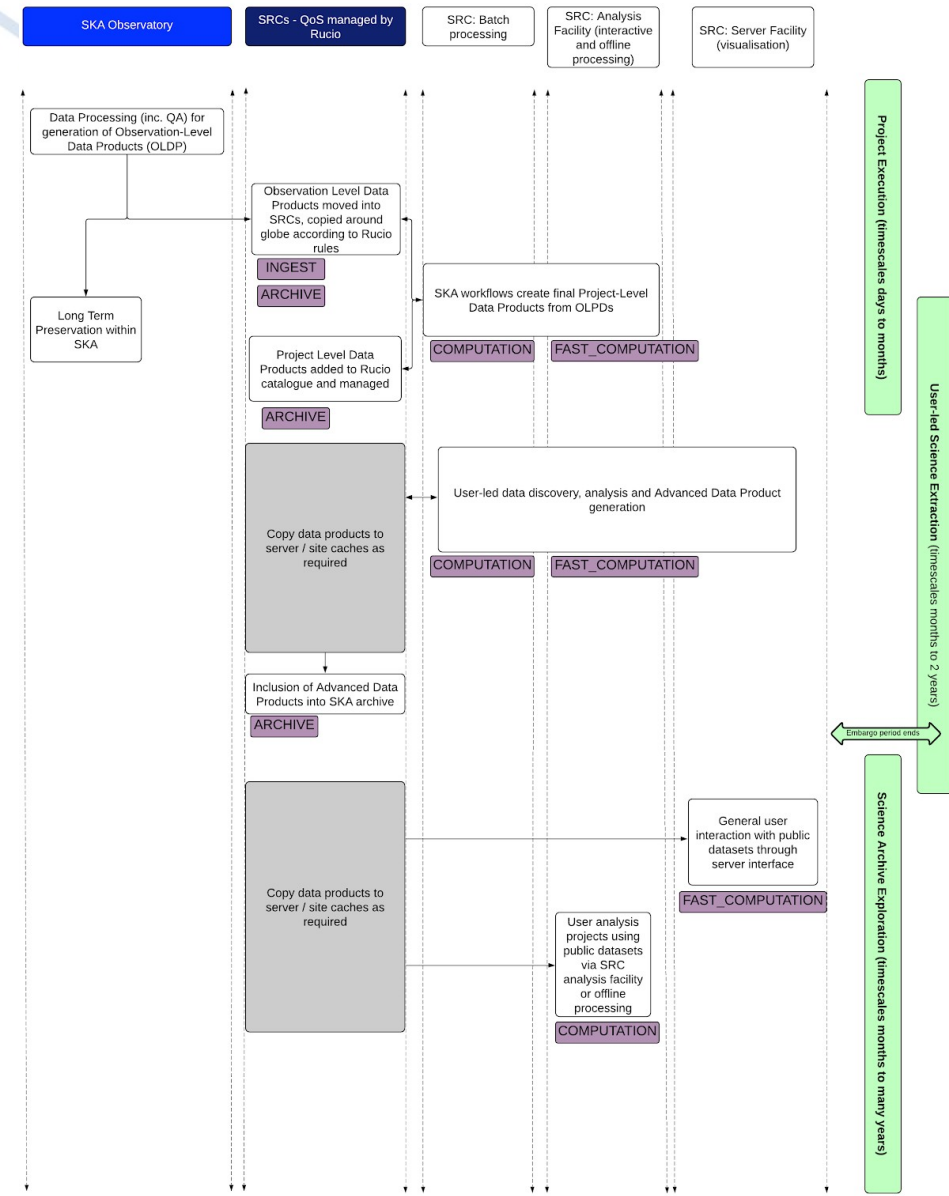 SKA Observatory
SRCs - QoS managed by
Rucio
SRC: Batch
processing
SRC: Analysis
Facility (interactive
and offline
processing)
SRC: Server Facility
(visualisation)
Data Processing (inc. QA) for
generation of Observation-Level
Data Products (OLDP)
Observation Level Data
Products moved into
SRCs, copied around
globe according to Rucio
rules
INGEST
ARCHIVE
SKA workflows create final Project-Level
Data Products from OLPDs
COMPUTATION
FAST_COMPUTATION
Long Term
Preservation within
SKA
Project Level Data
Products added to Rucio
catalogue and managed
ARCHIVE
Project Execution (timescales days to months)
User-led Science Extraction (timescales months to 2 years)
Copy data products to
server / site caches as
required
User-led data discovery, analysis and Advanced Data Product
generation
COMPUTATION
FAST_COMPUTATION
Inclusion of Advanced Data
Products into SKA archive
ARCHIVE
Embargo period ends
Science Archive Exploration (timescales months to many years)
Copy data products to
server / site caches as
required
General user
interaction with public
datasets through
server interface
FAST_COMPUTATION
User analysis
projects using
public datasets
via SRC
analysis facility
or offline
processing
COMPUTATION